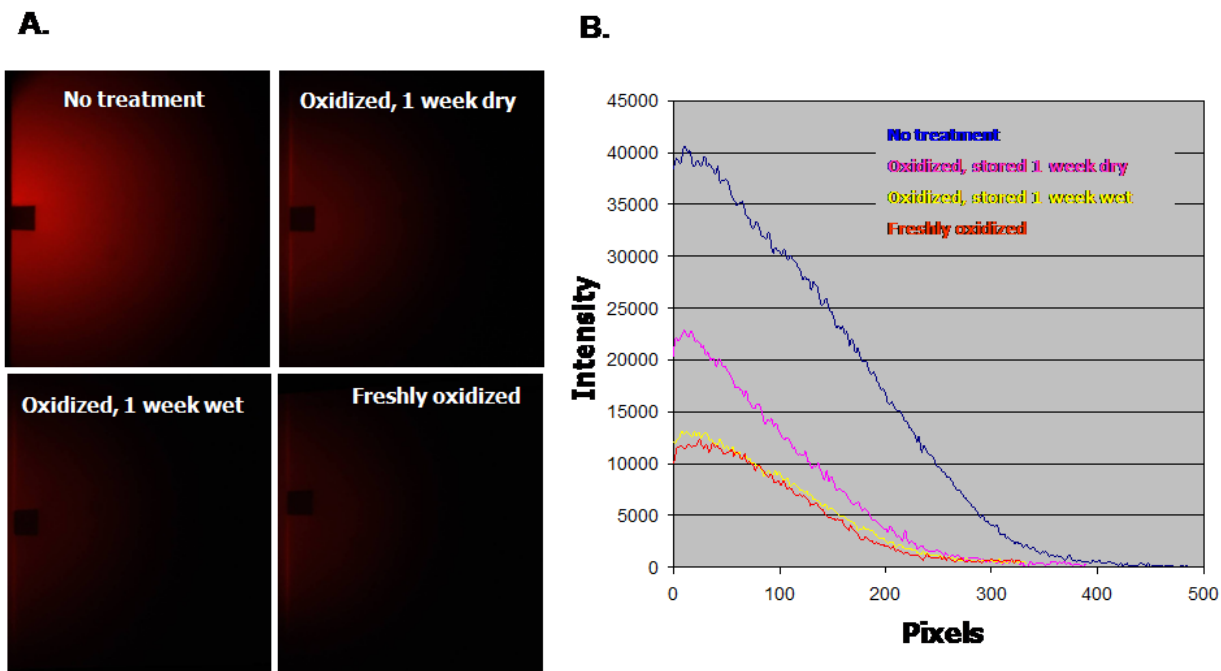 A.
No treatment
Oxidized, 1 week dry
Oxidized, 1 week wet
Freshly oxidized
B.
45000
40000
35000
30000
25000
20000
15000
10000
5000
0
Intensity
No treatment
Oxidized, stored 1 week dry
Oxidized, stored 1 week wet
Freshly oxidized
0 100 200 300 400 500
Pixels